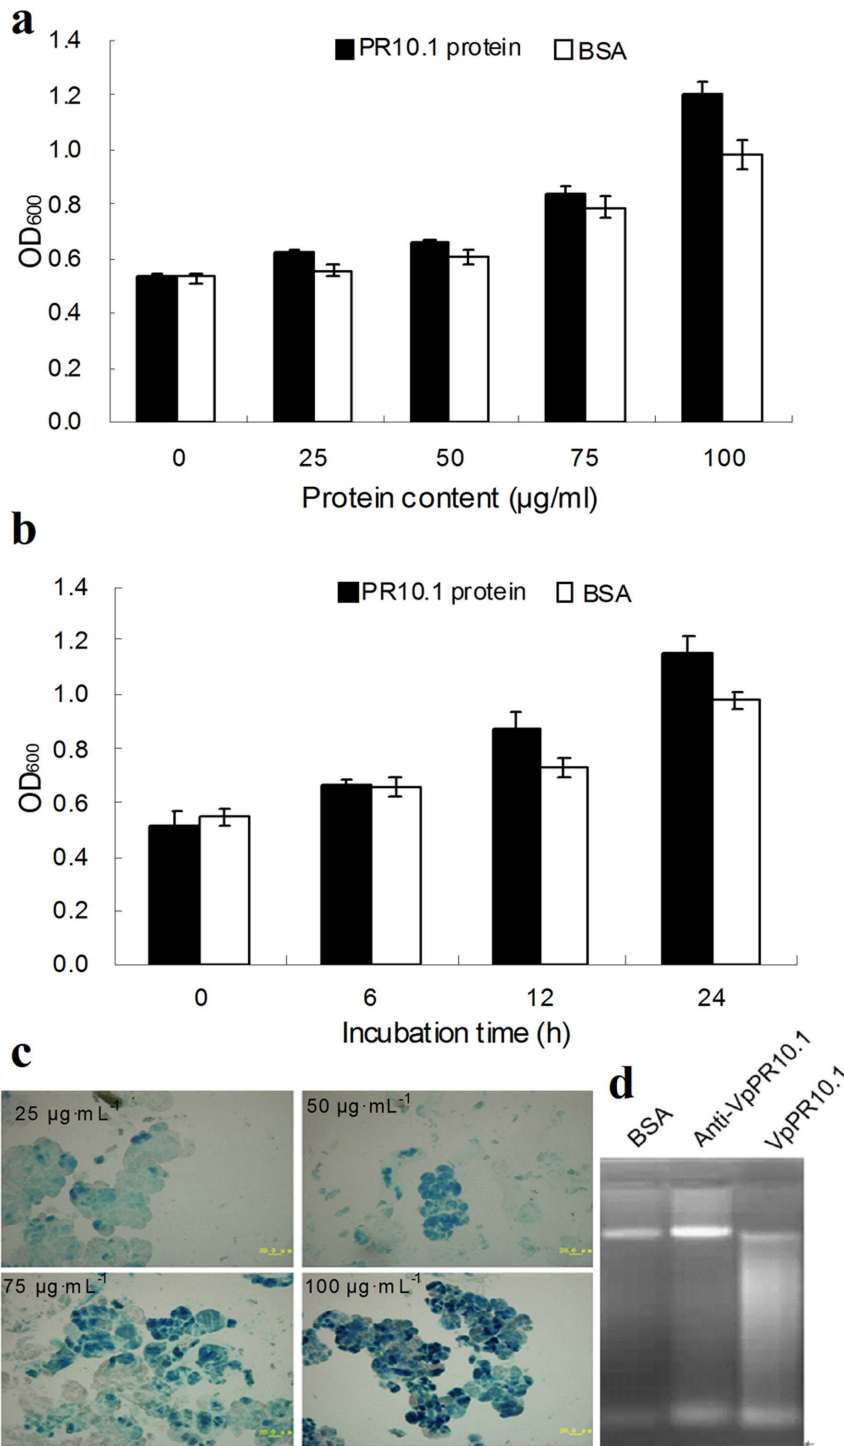 a
1.4
PR10.1 protein BSA
1.2
1.0
0.8
0.6
0.4
0.2
0.0
OD600
0 25 50 75 100
Protein content (µg/ml)
b
1.4
PR10.1 protein BSA
1.2
1.0
0.8
0.6
0.4
0.2
0.0
OD600
0 6 12 24
Incubation time (h)
c
25 µg·mL-1
50 µg·mL-1
75 µg·mL-1
100 µg·mL-1
d
BSA
Anti-VpPR10.1
VpPR10.1